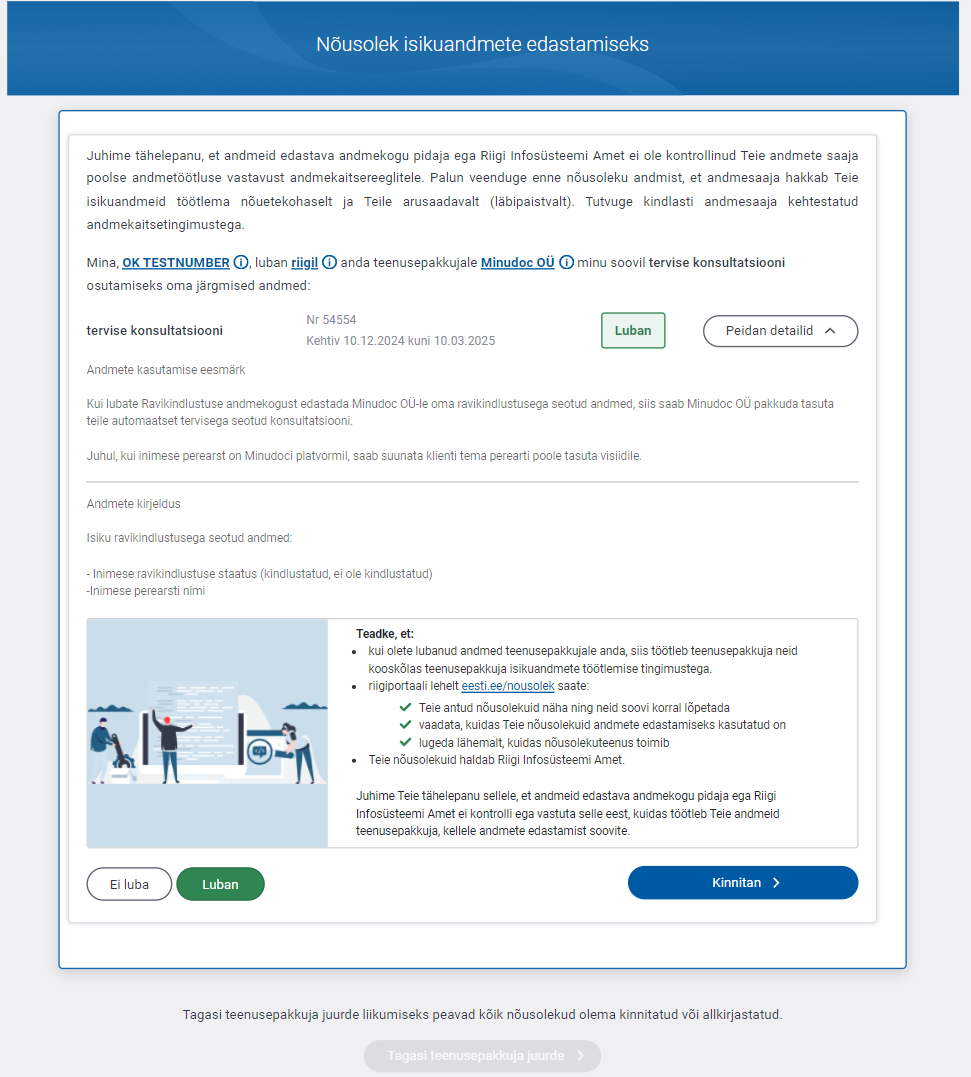 Nõusolek isikuandmete edastamiseks
Juhime tähelepanu, et andmeid edastava andmekogu pidaja ega Riigi Infosüsteemi Amet ei ole kontrollinud Teie andmete saaja
poolse andmetöötluse vastavust andmekaitsereeglitele. Palun veenduge enne nõusoleku andmist, et andmesaaja hakkab Teie
isikuandmeid töötlema nõuetekohaselt ja Teile arusaadavalt (läbipaistvalt). Tutvuge kindlasti andmesaaja kehtestatud
andmekaitsetingimustega.
Mina, OK TESTNUMBER, luban riigil anda teenusepakkujale Minudoc OÜ minu soovil tervise konsultatsiooni
osutamiseks oma järgmised andmed:
tervise konsultatsiooni
Nr 54554
Kehtiv 10.12.2024 kuni 10.03.2025
Luban
Peidan detailid
Andmete kasutamise eesmärk
Kui lubate Ravikindlustuse andmekogust edastada Minudoc OÜ-le oma ravikindlustusega seotud andmed, siis saab Minudoc OÜ pakkuda tasuta
teile automaatset tervisega seotud konsultatsiooni.
Juhul, kui inimese perearst on Minudoci platvormil, saab suunata klienti tema perearti poole tasuta visiidile.
Andmete kirjeldus
Isiku ravikindlustusega seotud andmed:
- Inimese ravikindlustuse staatus (kindlustatud, ei ole kindlustatud)
-Inimese perearsti nimi
Teadke, et:
kui olete lubanud andmed teenusepakkujale anda, siis töötleb teenusepakkuja neid
kooskõlas teenusepakkuja isikuandmete töötlemise tingimustega.
riigiportaali lehelt eesti.ee/nousolek saate:
Teie antud nõusolekuid näha ning neid soovi korral lõpetada
vaadata, kuidas Teie nõusolekuid andmete edastamiseks kasutatud on
lugeda lähemalt, kuidas nõusolekuteenus toimib
Teie nõusolekuid haldab Riigi Infosüsteemi Amet.
Juhime Teie tähelepanu sellele, et andmeid edastava andmekogu pidaja ega Riigi
Infosüsteemi Amet ei kontrolli ega vastuta selle eest, kuidas töötleb Teie andmeid
teenusepakkuja, kellele andmete edastamist soovite.
Ei luba
Luban
Kinnitan
Tagasi teenusepakkuja juurde liikumiseks peavad kõik nõusolekud olema kinnitatud või allkirjastatud.
Tagasi teenusepakkuja juurde